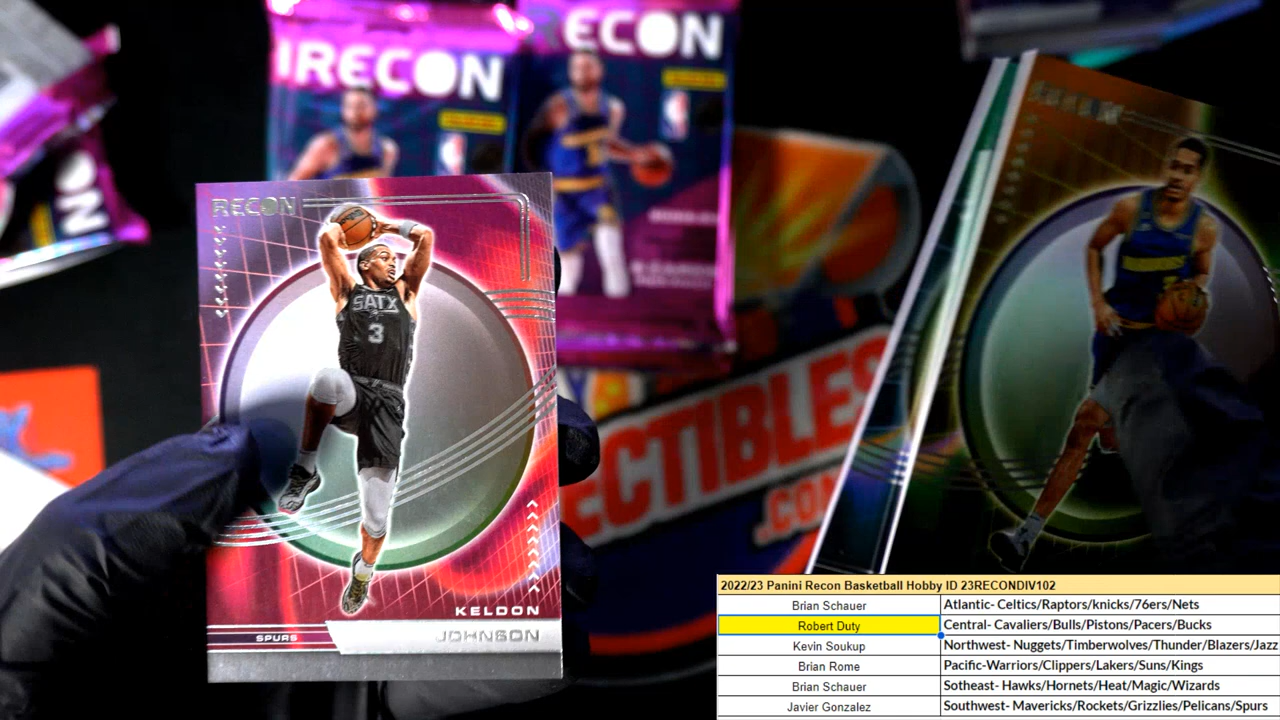 RECON
RECON
RECON
SATX
3
KELDON
SPURS
JOHNSON
ECTIBLES
.COM
2022/23 Panini Recon Basketball Hobby ID 23RECONDIV102
Brian Schauer Atlantic- Celtics/Raptors/knicks/76ers/Nets
Robert Duty Central- Cavaliers/Bulls/Pistons/Pacers/Bucks
Kevin Soukup Northwest- Nuggets/Timberwolves/Thunder/Blazers/Jazz
Brian Rome Pacific-Warriors/Clippers/Lakers/Suns/Kings
Brian Schauer Sotheast- Hawks/Hornets/Heat/Magic/Wizards
Javier Gonzalez Southwest- Mavericks/Rockets/Grizzlies/Pelicans/Spurs